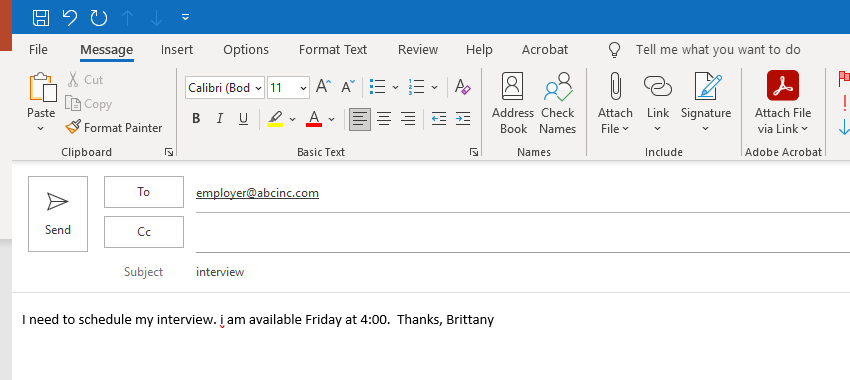 File Message Insert Options Format Text Review Help Acrobat Tell me what you want to do
Paste
Cut
Copy
Format Painter
Clipboard
Calibri (Bod 11
B I U
Basic Text
Address Book
Check Names
Names
Attach File
Link
Signature
Include
Attach File via Link
Adobe Acrobat
Send
To employer@abcinc.com
Cc
Subject interview
I need to schedule my interview. i am available Friday at 4:00.  Thanks, Brittany